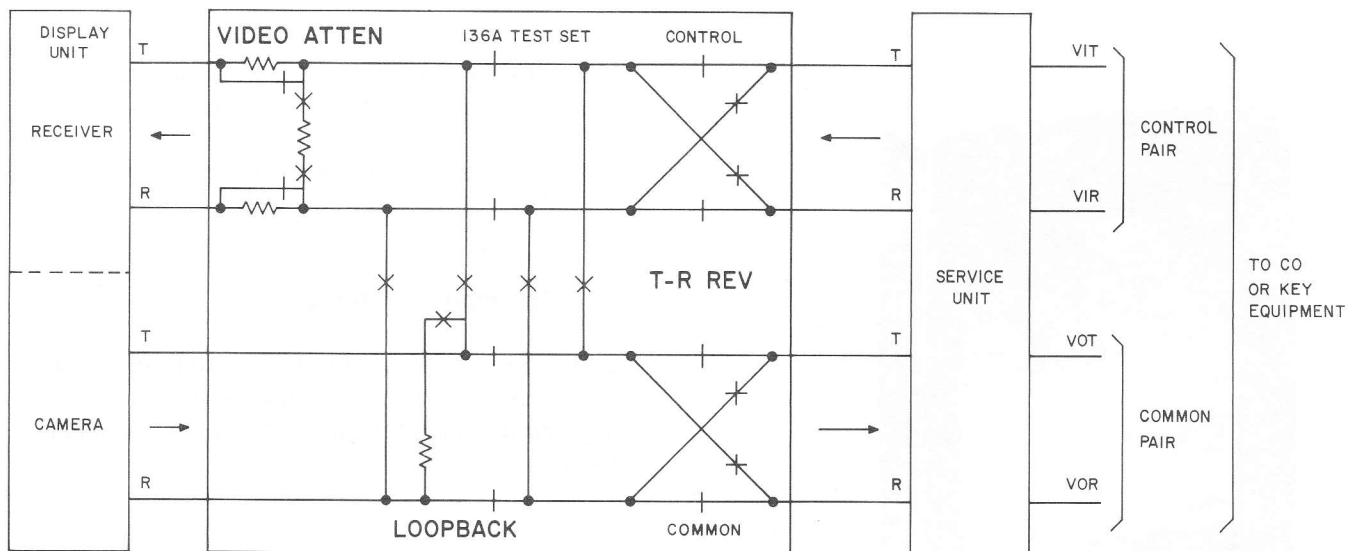 DISPLAY
UNIT
T
VIDEO ATTEN
136A TEST SET
CONTROL
T
VIT
RECEIVER
CONTROL
PAIR
R
R
VIR
T-R REV
SERVICE
UNIT
TO CO
OR KEY
EQUIPMENT
T
T
VOT
CAMERA
COMMON
PAIR
R
R
VOR
LOOPBACK
COMMON